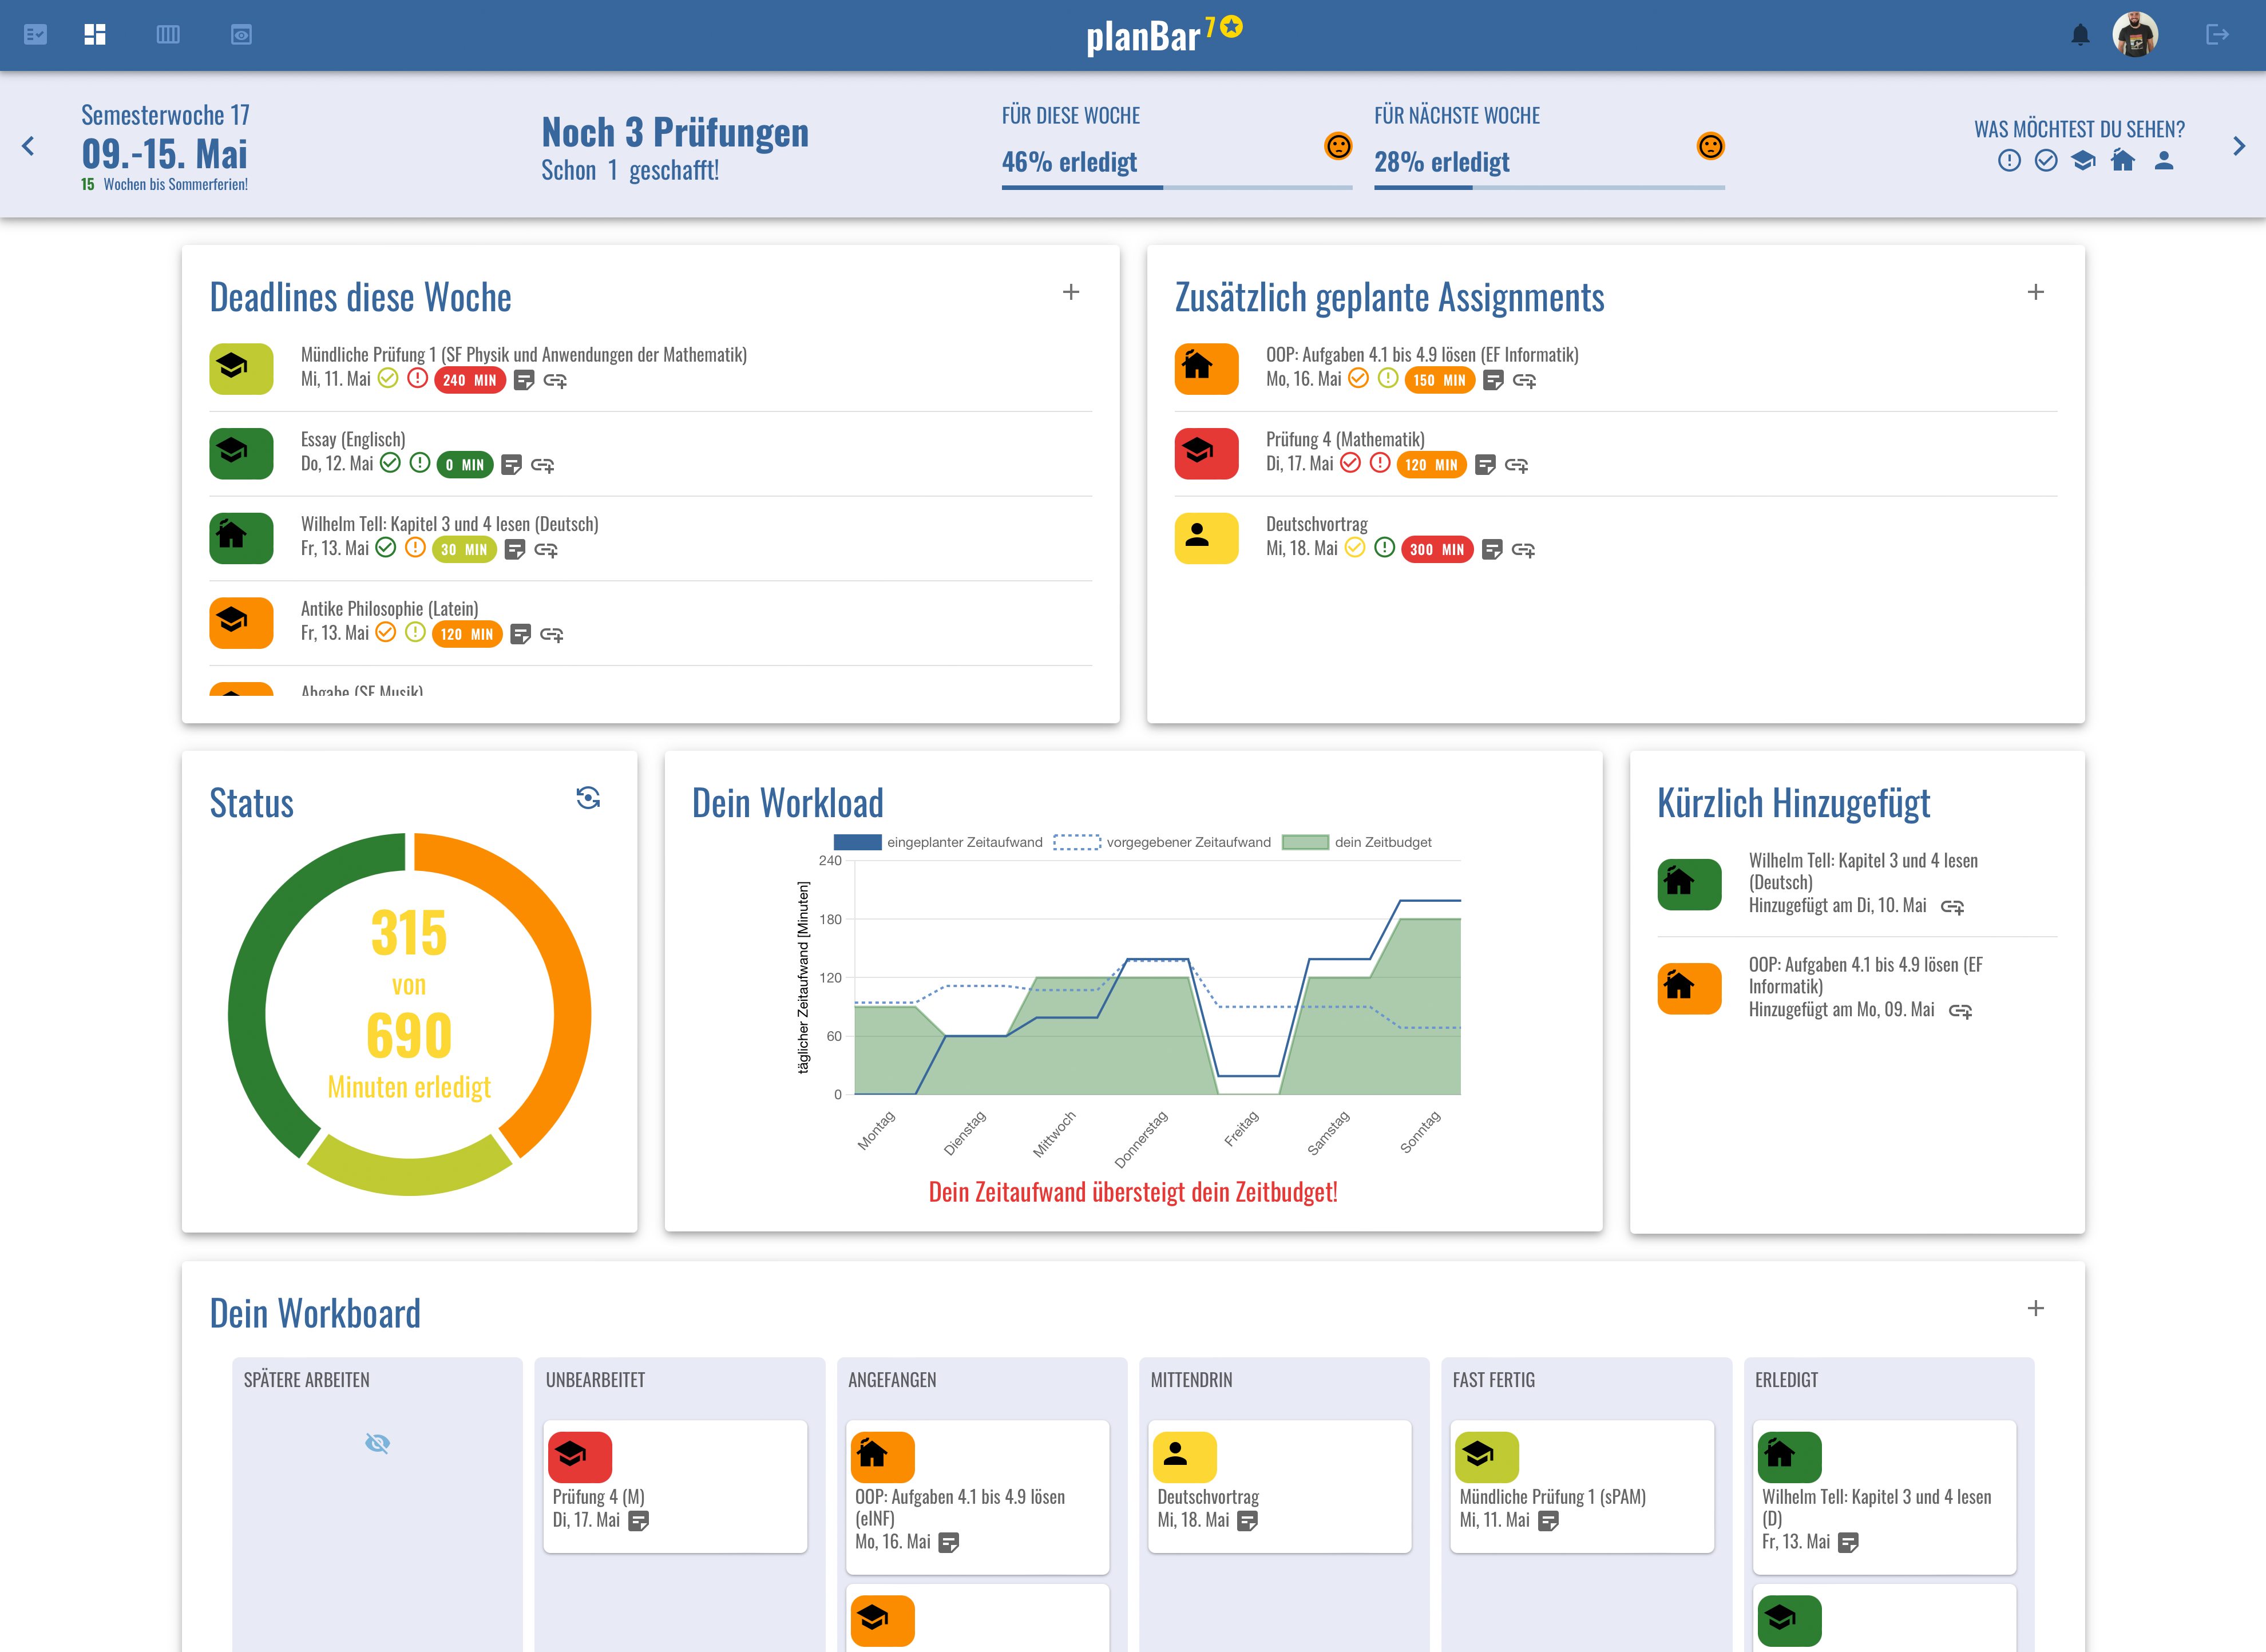 planBar 7
Semesterwoche 17
09.-15. Mai
15 Wochen bis Sommerferien!
Noch 3 Prüfungen
Schon 1 geschafft!
FÜR DIESE WOCHE
46% erledigt
FÜR NÄCHSTE WOCHE
28% erledigt
WAS MÖCHTEST DU SEHEN?
Deadlines diese Woche
Mündliche Prüfung 1 (SF Physik und Anwendungen der Mathematik)
Mi, 11. Mai 240 MIN
Essay (Englisch)
Do, 12. Mai 0 MIN
Wilhelm Tell: Kapitel 3 und 4 lesen (Deutsch)
Fr, 13. Mai 30 MIN
Antike Philosophie (Latein)
Fr, 13. Mai 120 MIN
Abgabe (SF Musik)
Zusätzlich geplante Assignments
OOP: Aufgaben 4.1 bis 4.9 lösen (EF Informatik)
Mo, 16. Mai 150 MIN
Prüfung 4 (Mathematik)
Di, 17. Mai 120 MIN
Deutschvortrag
Mi, 18. Mai 300 MIN
Status
315
von
690
Minuten erledigt
Dein Workload
eingeplanter Zeitaufwand vorgegebener Zeitaufwand dein Zeitbudget
täglicher Zeitaufwand [Minuten]
240
180
120
60
0
Montag Dienstag Mittwoch Donnerstag Freitag Samstag Sonntag
Dein Zeitaufwand übersteigt dein Zeitbudget!
Kürzlich Hinzugefügt
Wilhelm Tell: Kapitel 3 und 4 lesen
(Deutsch)
Hinzugefügt am Di, 10. Mai
OOP: Aufgaben 4.1 bis 4.9 lösen (EF
Informatik)
Hinzugefügt am Mo, 09. Mai
Dein Workboard
SPÄTERE ARBEITEN
UNBEARBEITET
Prüfung 4 (M)
Di, 17. Mai
ANGEFANGEN
OOP: Aufgaben 4.1 bis 4.9 lösen
(eINF)
Mo, 16. Mai
MITTENDRIN
Deutschvortrag
Mi, 18. Mai
FAST FERTIG
Mündliche Prüfung 1 (sPAM)
Mi, 11. Mai
ERLEDIGT
Wilhelm Tell: Kapitel 3 und 4 lesen
(D)
Fr, 13. Mai